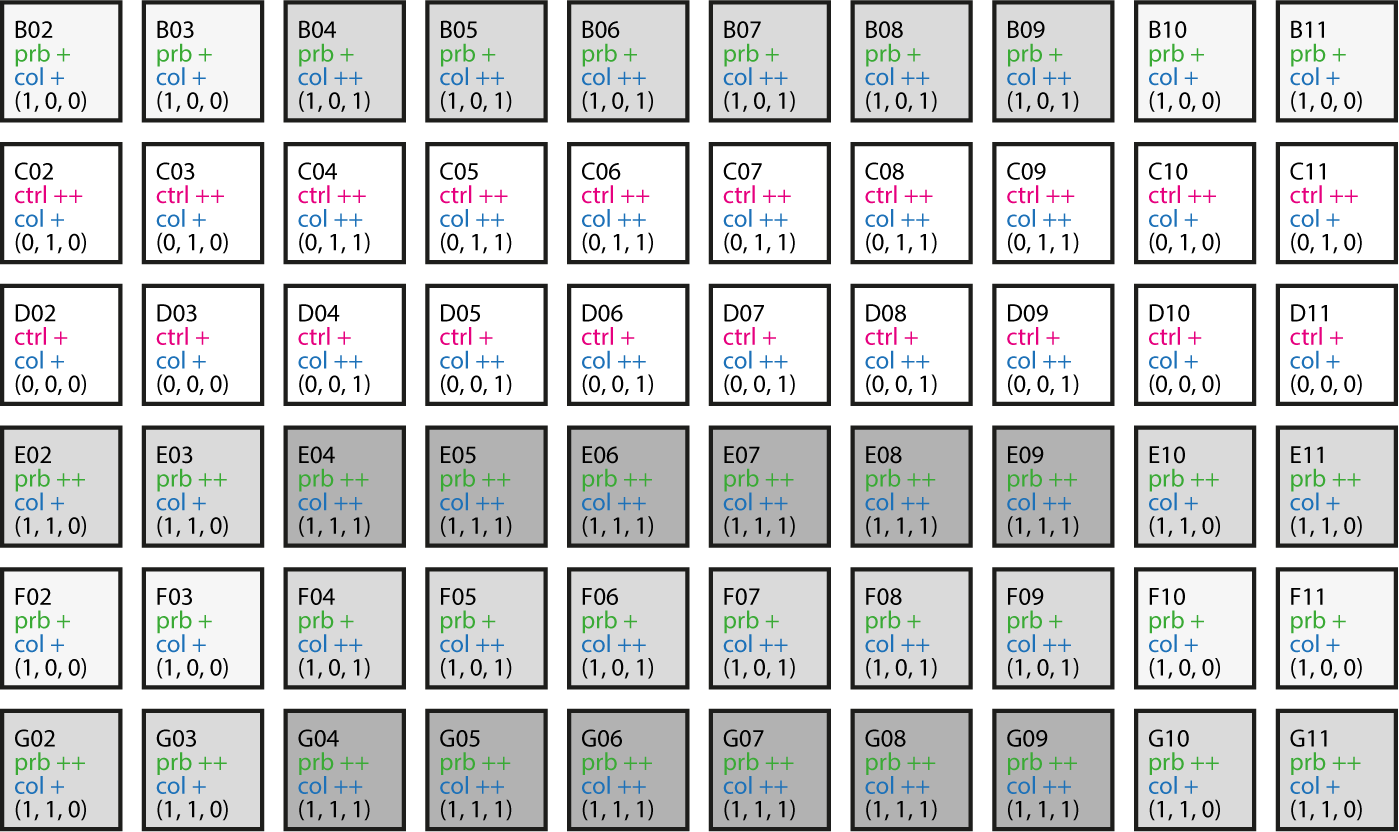 B02
prb +
col +
(1, 0, 0)
B03
prb +
col +
(1, 0, 0)
B04
prb +
col ++
(1, 0, 1)
B05
prb +
col ++
(1, 0, 1)
B06
prb +
col ++
(1, 0, 1)
B07
prb +
col ++
(1, 0, 1)
B08
prb +
col ++
(1, 0, 1)
B09
prb +
col ++
(1, 0, 1)
B10
prb +
col +
(1, 0, 0)
B11
prb +
col +
(1, 0, 0)
C02
ctrl ++
col +
(0, 1, 0)
C03
ctrl ++
col +
(0, 1, 0)
C04
ctrl ++
col ++
(0, 1, 1)
C05
ctrl ++
col ++
(0, 1, 1)
C06
ctrl ++
col ++
(0, 1, 1)
C07
ctrl ++
col ++
(0, 1, 1)
C08
ctrl ++
col ++
(0, 1, 1)
C09
ctrl ++
col ++
(0, 1, 1)
C10
ctrl ++
col +
(0, 1, 0)
C11
ctrl ++
col +
(0, 1, 0)
D02
ctrl +
col +
(0, 0, 0)
D03
ctrl +
col +
(0, 0, 0)
D04
ctrl +
col ++
(0, 0, 1)
D05
ctrl +
col ++
(0, 0, 1)
D06
ctrl +
col ++
(0, 0, 1)
D07
ctrl +
col ++
(0, 0, 1)
D08
ctrl +
col ++
(0, 0, 1)
D09
ctrl +
col ++
(0, 0, 1)
D10
ctrl +
col +
(0, 0, 0)
D11
ctrl +
col +
(0, 0, 0)
E02
prb ++
col +
(1, 1, 0)
E03
prb ++
col +
(1, 1, 0)
E04
prb ++
col ++
(1, 1, 1)
E05
prb ++
col ++
(1, 1, 1)
E06
prb ++
col ++
(1, 1, 1)
E07
prb ++
col ++
(1, 1, 1)
E08
prb ++
col ++
(1, 1, 1)
E09
prb ++
col ++
(1, 1, 1)
E10
prb ++
col +
(1, 1, 0)
E11
prb ++
col +
(1, 1, 0)
F02
prb +
col +
(1, 0, 0)
F03
prb +
col +
(1, 0, 0)
F04
prb +
col ++
(1, 0, 1)
F05
prb +
col ++
(1, 0, 1)
F06
prb +
col ++
(1, 0, 1)
F07
prb +
col ++
(1, 0, 1)
F08
prb +
col ++
(1, 0, 1)
F09
prb +
col ++
(1, 0, 1)
F10
prb +
col +
(1, 0, 0)
F11
prb +
col +
(1, 0, 0)
G02
prb ++
col +
(1, 1, 0)
G03
prb ++
col +
(1, 1, 0)
G04
prb ++
col ++
(1, 1, 1)
G05
prb ++
col ++
(1, 1, 1)
G06
prb ++
col ++
(1, 1, 1)
G07
prb ++
col ++
(1, 1, 1)
G08
prb ++
col ++
(1, 1, 1)
G09
prb ++
col ++
(1, 1, 1)
G10
prb ++
col +
(1, 1, 0)
G11
prb ++
col +
(1, 1, 0)